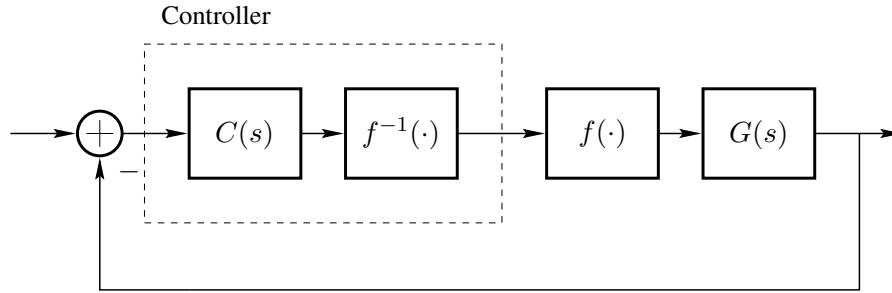 Controller
+
C(s)
f⁻¹(·)
f(·)
G(s)
−